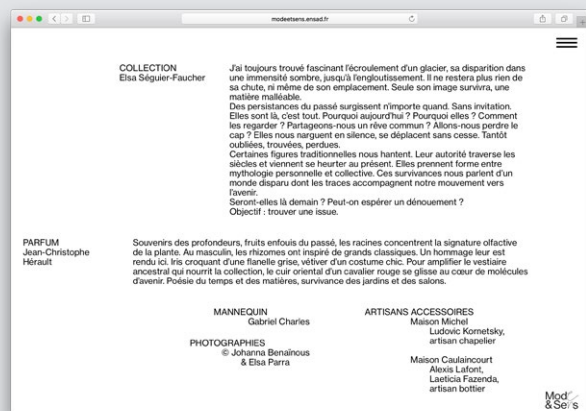 modeetsens.ensad.fr
COLLECTION
Elsa Séguier-Faucher
J'ai toujours trouvé fascinant l'écroulement d'un glacier, sa disparition dans
une immensité sombre, jusqu'à l'engloutissement. Il ne restera plus rien de
sa chute, ni même de son emplacement. Seule son image survivra, une
matière malléable.
Des persistances du passé surgissent n'importe quand. Sans invitation.
Elles sont là, c'est tout. Pourquoi aujourd'hui ? Pourquoi elles ? Comment
les regarder ? Partageons-nous un rêve commun ? Allons-nous perdre le
cap ? Elles nous narguent en silence, se déplacent sans cesse. Tantôt
oubliées, trouvées, perdues.
Certaines figures traditionnelles nous hantent. Leur autorité traverse les
siècles et viennent se heurter au présent. Elles prennent forme entre
mythologie personnelle et collective. Ces survivances nous parlent d'un
monde disparu dont les traces accompagnent notre mouvement vers
l'avenir.
Seront-elles là demain ? Peut-on espérer un dénouement ?
Objectif : trouver une issue.
PARFUM
Jean-Christophe
Hérault
Souvenirs des profondeurs, fruits enfouis du passé, les racines concentrent la signature olfactive
de la plante. Au masculin, les rhizomes ont inspiré de grands classiques. Un hommage leur est
rendu ici. Iris croquant d'une flanelle grise, vétiver d'un costume chic. Pour amplifier le vestiaire
ancestral qui nourrit la collection, le cuir oriental d'un cavalier rouge se glisse au cœur de molécules
d'avenir. Poésie du temps et des matières, survivance des jardins et des salons.
MANNEQUIN
Gabriel Charles
PHOTOGRAPHIES
© Johanna Benaïnous
& Elsa Parra
ARTISANS ACCESSOIRES
Maison Michel
Ludovic Kornetsky,
artisan chapelier
Maison Caulaincourt
Alexis Lafont,
Laeticia Fazenda,
artisan bottier
Mode
& Sens